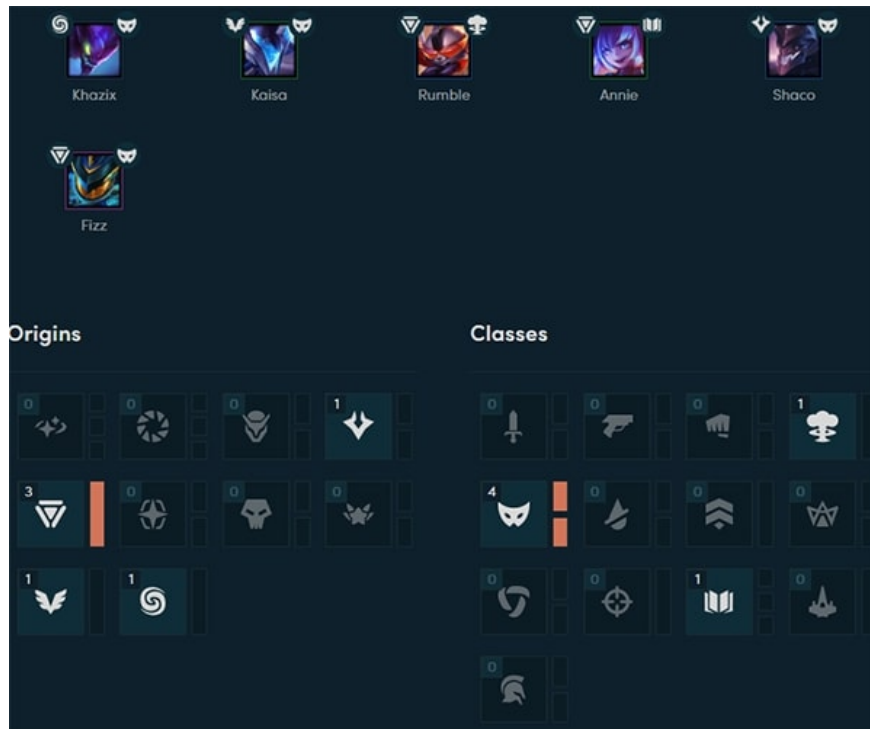 Khazix Kaisa Rumble Annie Shaco
Fizz
Origins Classes
0 0 0 1 0 0 0 1
3 0 0 0 4 0 0 0
1 1 0 0 1 0
0